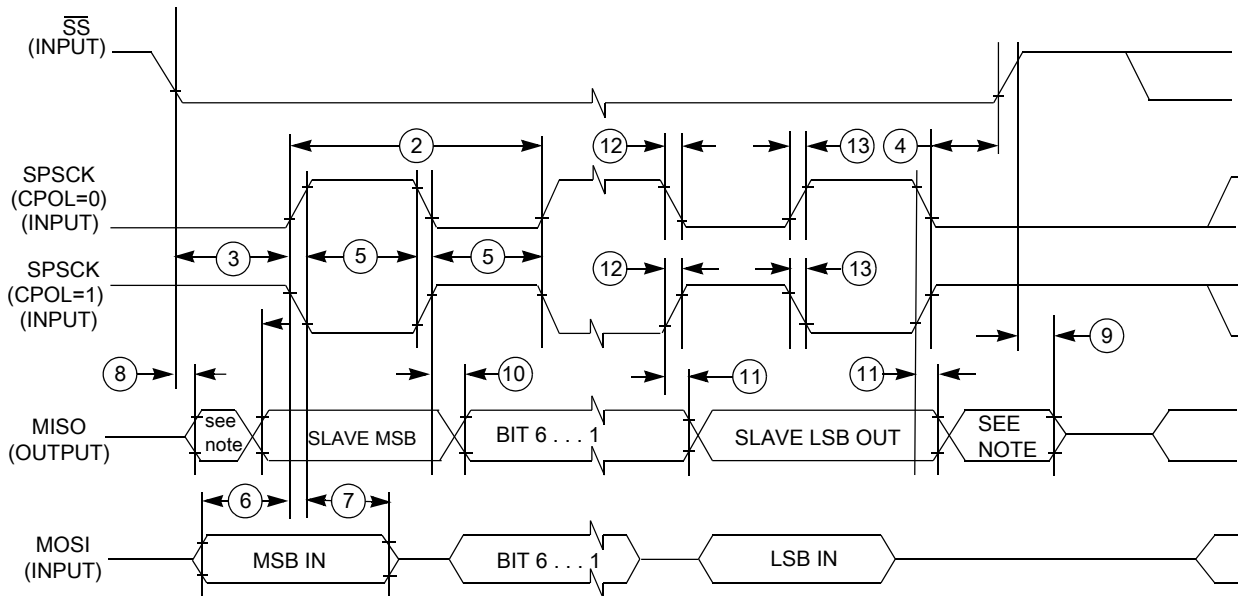 SS
(INPUT)
2
12
13
4
SPSCK
(CPOL=0)
(INPUT)
3
5
5
SPSCK
(CPOL=1)
(INPUT)
12
13
8
10
11
11
9
MISO
(OUTPUT)
see
note
SLAVE MSB
BIT 6 . . . 1
SLAVE LSB OUT
SEE
NOTE
6
7
MOSI
(INPUT)
MSB IN
BIT 6 . . . 1
LSB IN